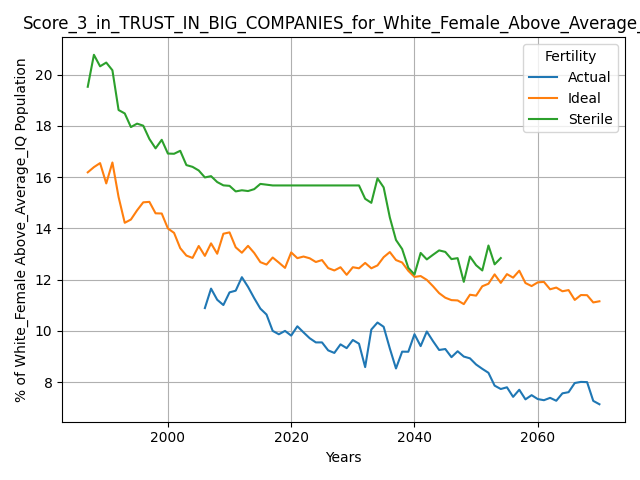 Score_3_in_TRUST_IN_BIG_COMPANIES_for_White_Female_Above_Average_
% of White_Female Above_Average_IQ Population
20
18
16
14
12
10
8
Fertility
Actual
Ideal
Sterile
2000
2020
2040
2060
Years